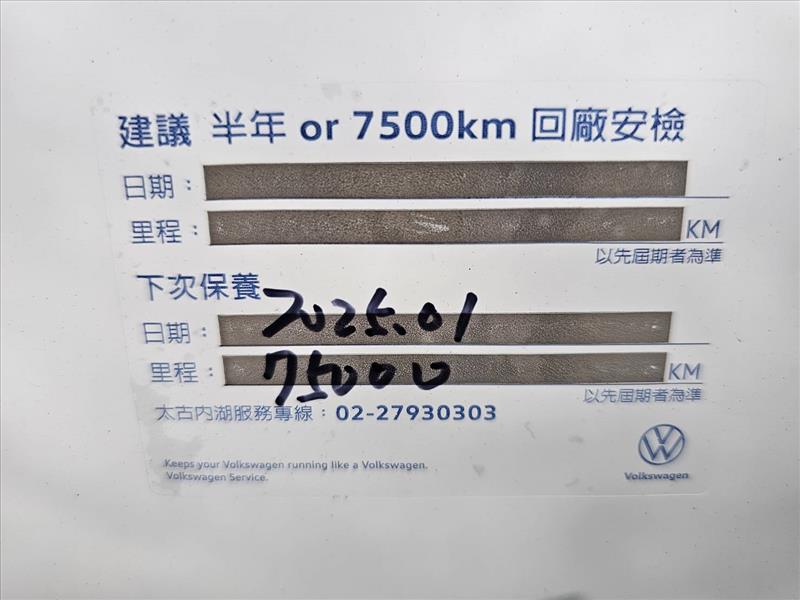 建議 半年 or 7500km 回廠安檢
日期：
里程： KM
以先屆期者為準
下次保養
日期： 2025.01
里程： 75000 KM
以先屆期者為準
太古內湖服務專線：02-27930303
Keeps your Volkswagen running like a Volkswagen.
Volkswagen Service.
Volkswagen